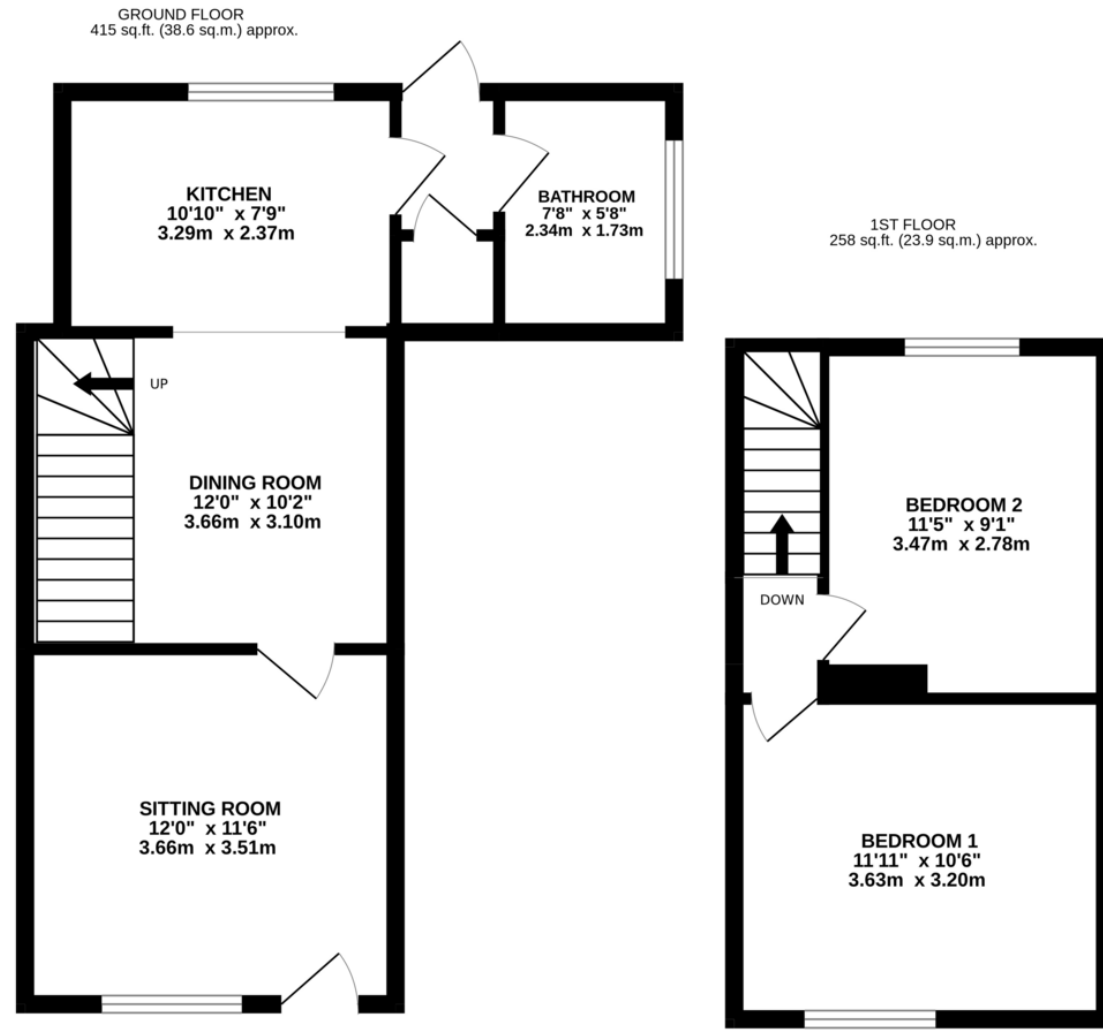 GROUND FLOOR
415 sq.ft. (38.6 sq.m.) approx.
KITCHEN
10'10" x 7'9"
3.29m x 2.37m
BATHROOM
7'8" x 5'8"
2.34m x 1.73m
UP
DINING ROOM
12'0" x 10'2"
3.66m x 3.10m
SITTING ROOM
12'0" x 11'6"
3.66m x 3.51m
1ST FLOOR
258 sq.ft. (23.9 sq.m.) approx.
BEDROOM 2
11'5" x 9'1"
3.47m x 2.78m
DOWN
BEDROOM 1
11'11" x 10'6"
3.63m x 3.20m